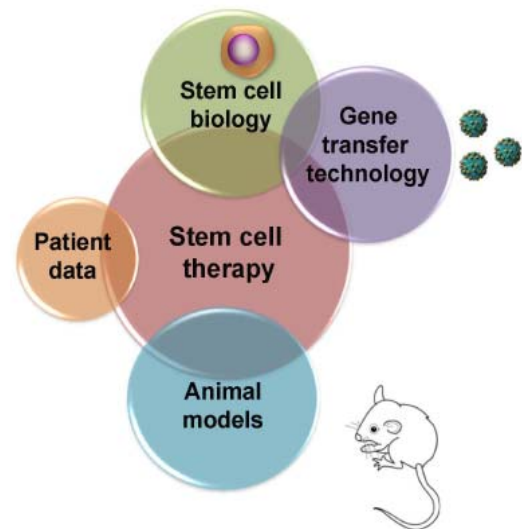 Stem cell
biology
Gene
transfer
technology
Patient
data
Stem cell
therapy
Animal
models